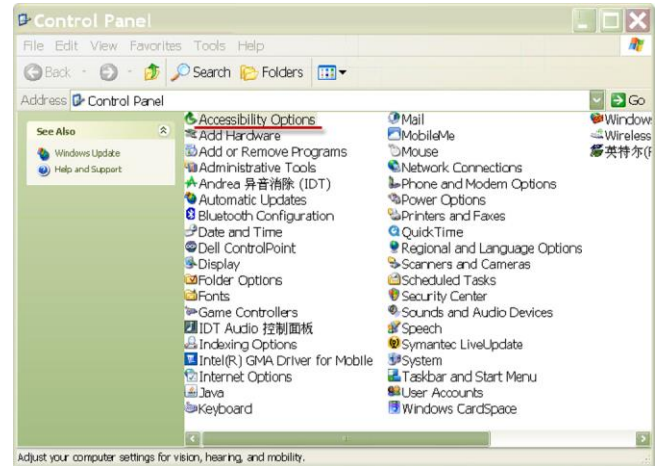 Control Panel
File Edit View Favorites Tools Help
Back Search Folders
Address Control Panel Go
See Also
Windows Update
Help and Support
Accessibility Options
Add Hardware
Add or Remove Programs
Administrative Tools
Andrea 异音消除 (IDT)
Automatic Updates
Bluetooth Configuration
Date and Time
Dell ControlPoint
Display
Folder Options
Fonts
Game Controllers
IDT Audio 控制面板
Indexing Options
Intel(R) GMA Driver for Mobile
Internet Options
Java
Keyboard
Mail
MobileMe
Mouse
Network Connections
Phone and Modem Options
Power Options
Printers and Faxes
QuickTime
Regional and Language Options
Scanners and Cameras
Scheduled Tasks
Security Center
Sounds and Audio Devices
Speech
Symantec LiveUpdate
System
Taskbar and Start Menu
User Accounts
Windows CardSpace
Window
Wireless
英特尔(
Adjust your computer settings for vision, hearing, and mobility.